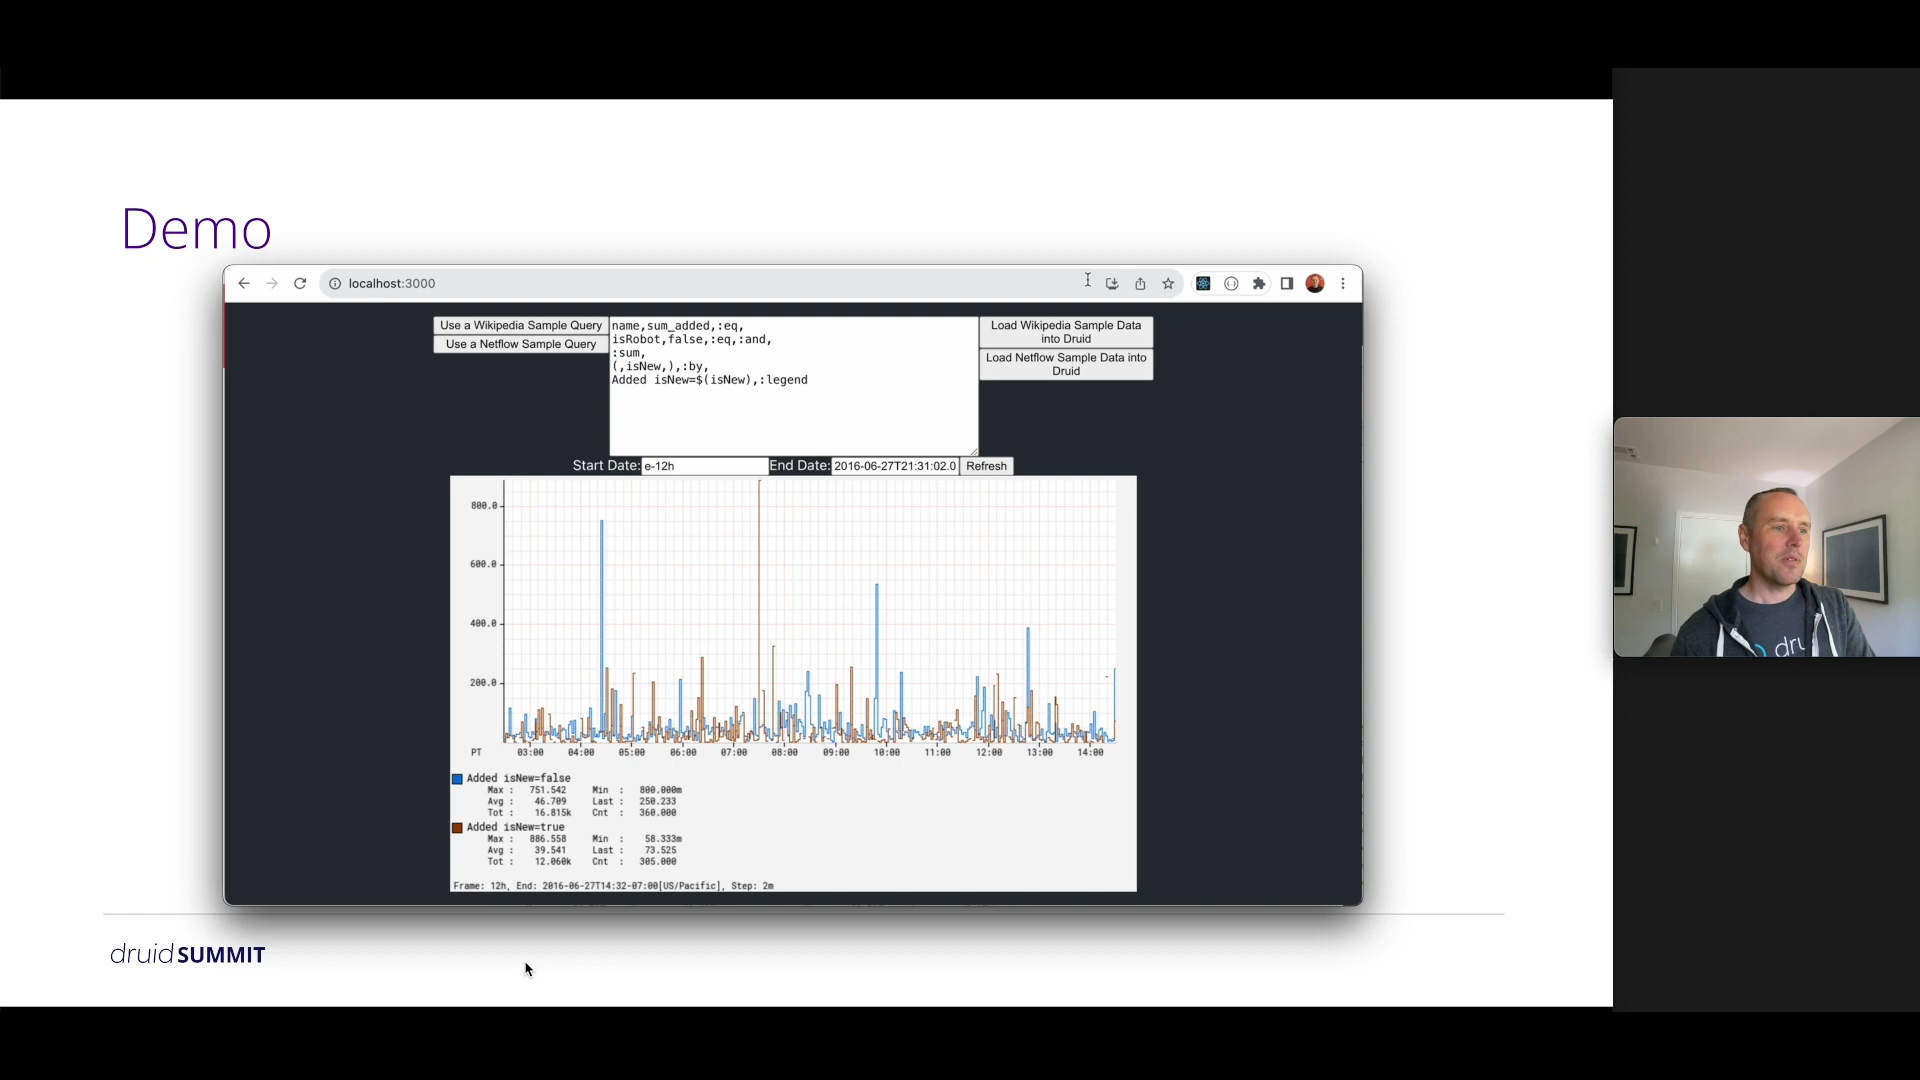 Demo
localhost:3000
Use a Wikipedia Sample Query
Use a Netflow Sample Query
name,sum_added,:eq,
isRobot,false,:eq,:and,
:sum,
(,isNew,),:by,
Added isNew=$(isNew),:legend
Load Wikipedia Sample Data
into Druid
Load Netflow Sample Data into
Druid
Start Date: e-12h End Date: 2016-06-27T21:31:02.0 Refresh
800.0
600.0
400.0
200.0
PT 03:00 04:00 05:00 06:00 07:00 08:00 09:00 10:00 11:00 12:00 13:00 14:00
Added isNew=false
Max : 751.542 Min : 800.000m
Avg : 46.709 Last : 250.233
Tot : 16.815k Cnt : 360.000
Added isNew=true
Max : 886.558 Min : 58.333m
Avg : 39.541 Last : 73.525
Tot : 12.060k Cnt : 305.000
Frame: 12h, End: 2016-06-27T14:32-07:00[US/Pacific], Step: 2m
druid SUMMIT
dru